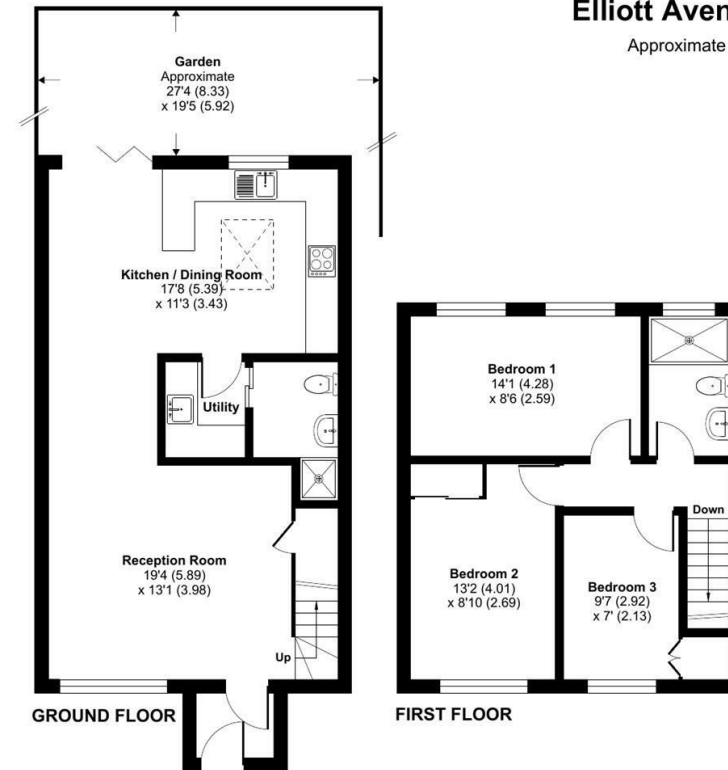 Elliott Aven
Approximate
Garden
Approximate
27'4 (8.33)
x 19'5 (5.92)
Kitchen / Dining Room
17'8 (5.39)
x 11'3 (3.43)
Utility
Reception Room
19'4 (5.89)
x 13'1 (3.98)
Up
GROUND FLOOR
Bedroom 1
14'1 (4.28)
x 8'6 (2.59)
Bedroom 2
13'2 (4.01)
x 8'10 (2.69)
Bedroom 3
9'7 (2.92)
x 7' (2.13)
Down
FIRST FLOOR